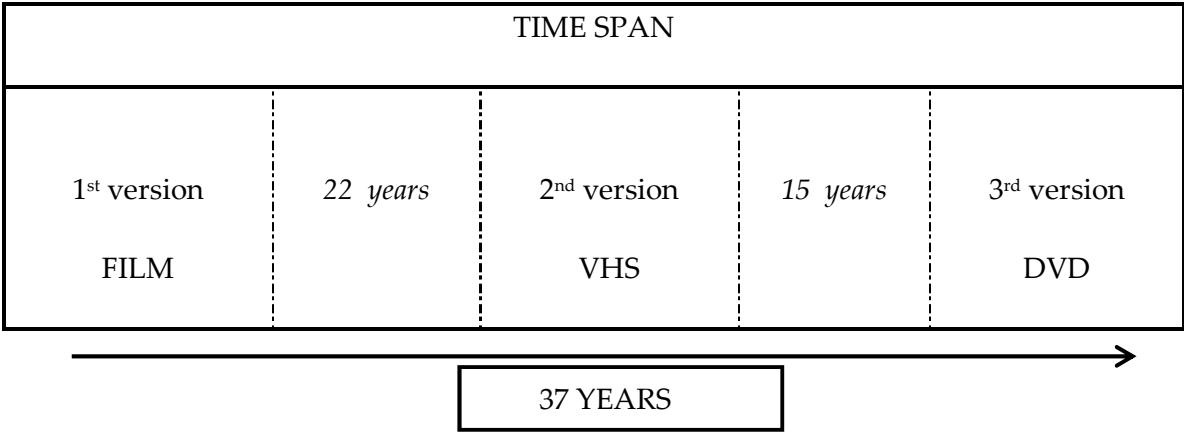 TIME SPAN
1st version 22 years 2nd version 15 years 3rd version
FILM VHS DVD
37 YEARS